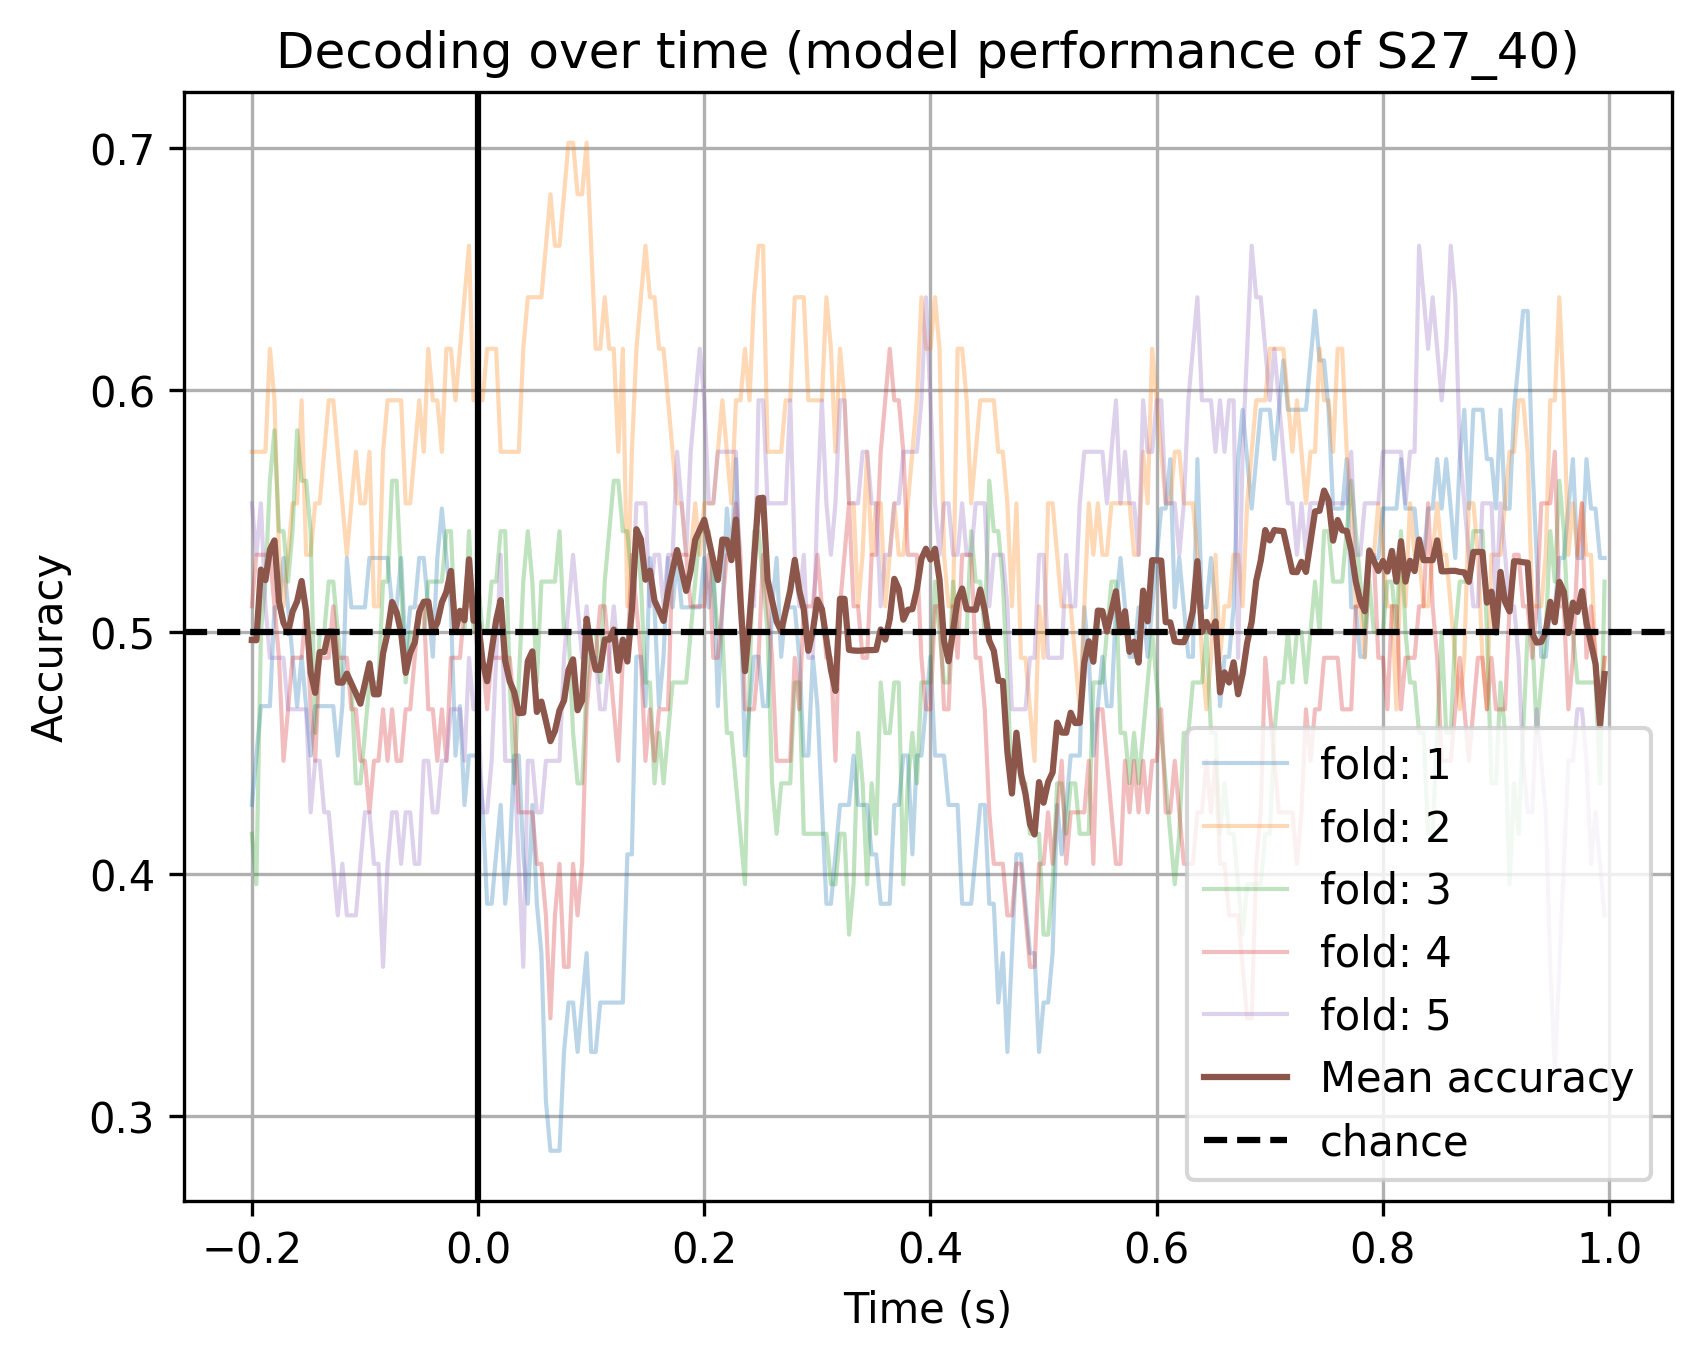 Decoding over time (model performance of S27_40)
Accuracy
0.7
0.6
0.5
0.4
0.3
fold: 1
fold: 2
fold: 3
fold: 4
fold: 5
Mean accuracy
chance
−0.2 0.0 0.2 0.4 0.6 0.8 1.0
Time (s)